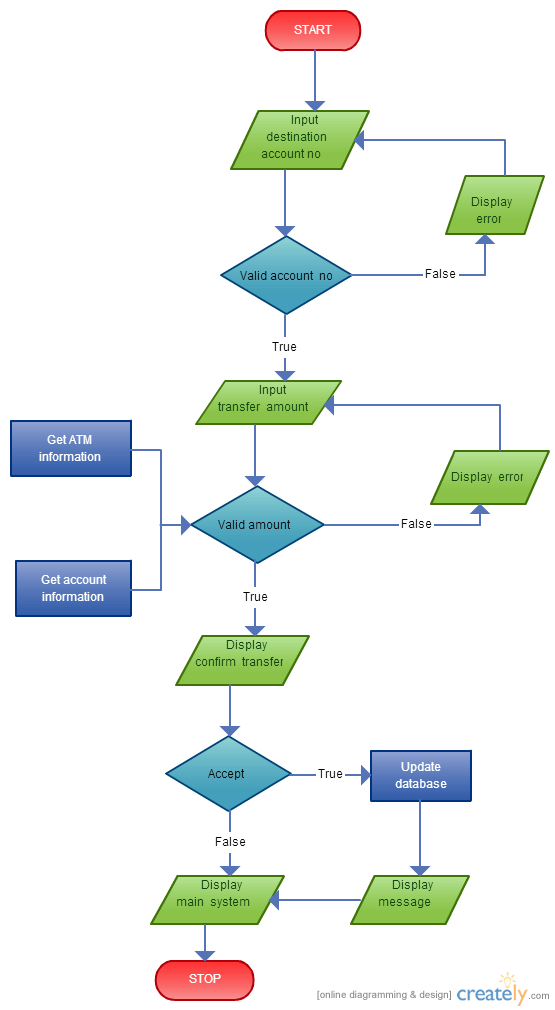 START
Input
destination
account no
Display
error
Valid account no
False
True
Input
transfer amount
Get ATM
information
Display error
Valid amount
False
Get account
information
True
Display
confirm transfer
Accept
True
Update
database
False
Display
main system
Display
message
STOP
[online diagramming & design] creately.com